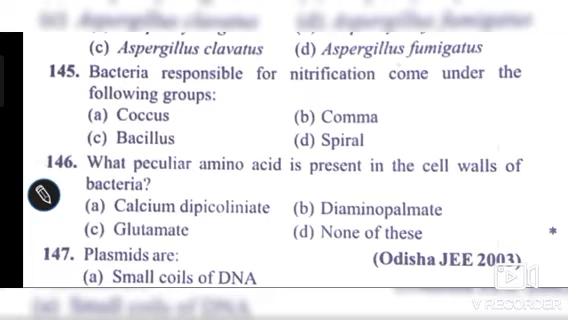 (c) Aspergillus clavatus (d) Aspergillus fumigatus
145. Bacteria responsible for nitrification come under the
following groups:
(a) Coccus (b) Comma
(c) Bacillus (d) Spiral
146. What peculiar amino acid is present in the cell walls of
bacteria?
(a) Calcium dipicoliniate (b) Diaminopalmate
(c) Glutamate (d) None of these *
147. Plasmids are: (Odisha JEE 2003)
(a) Small coils of DNA
V RECORDER